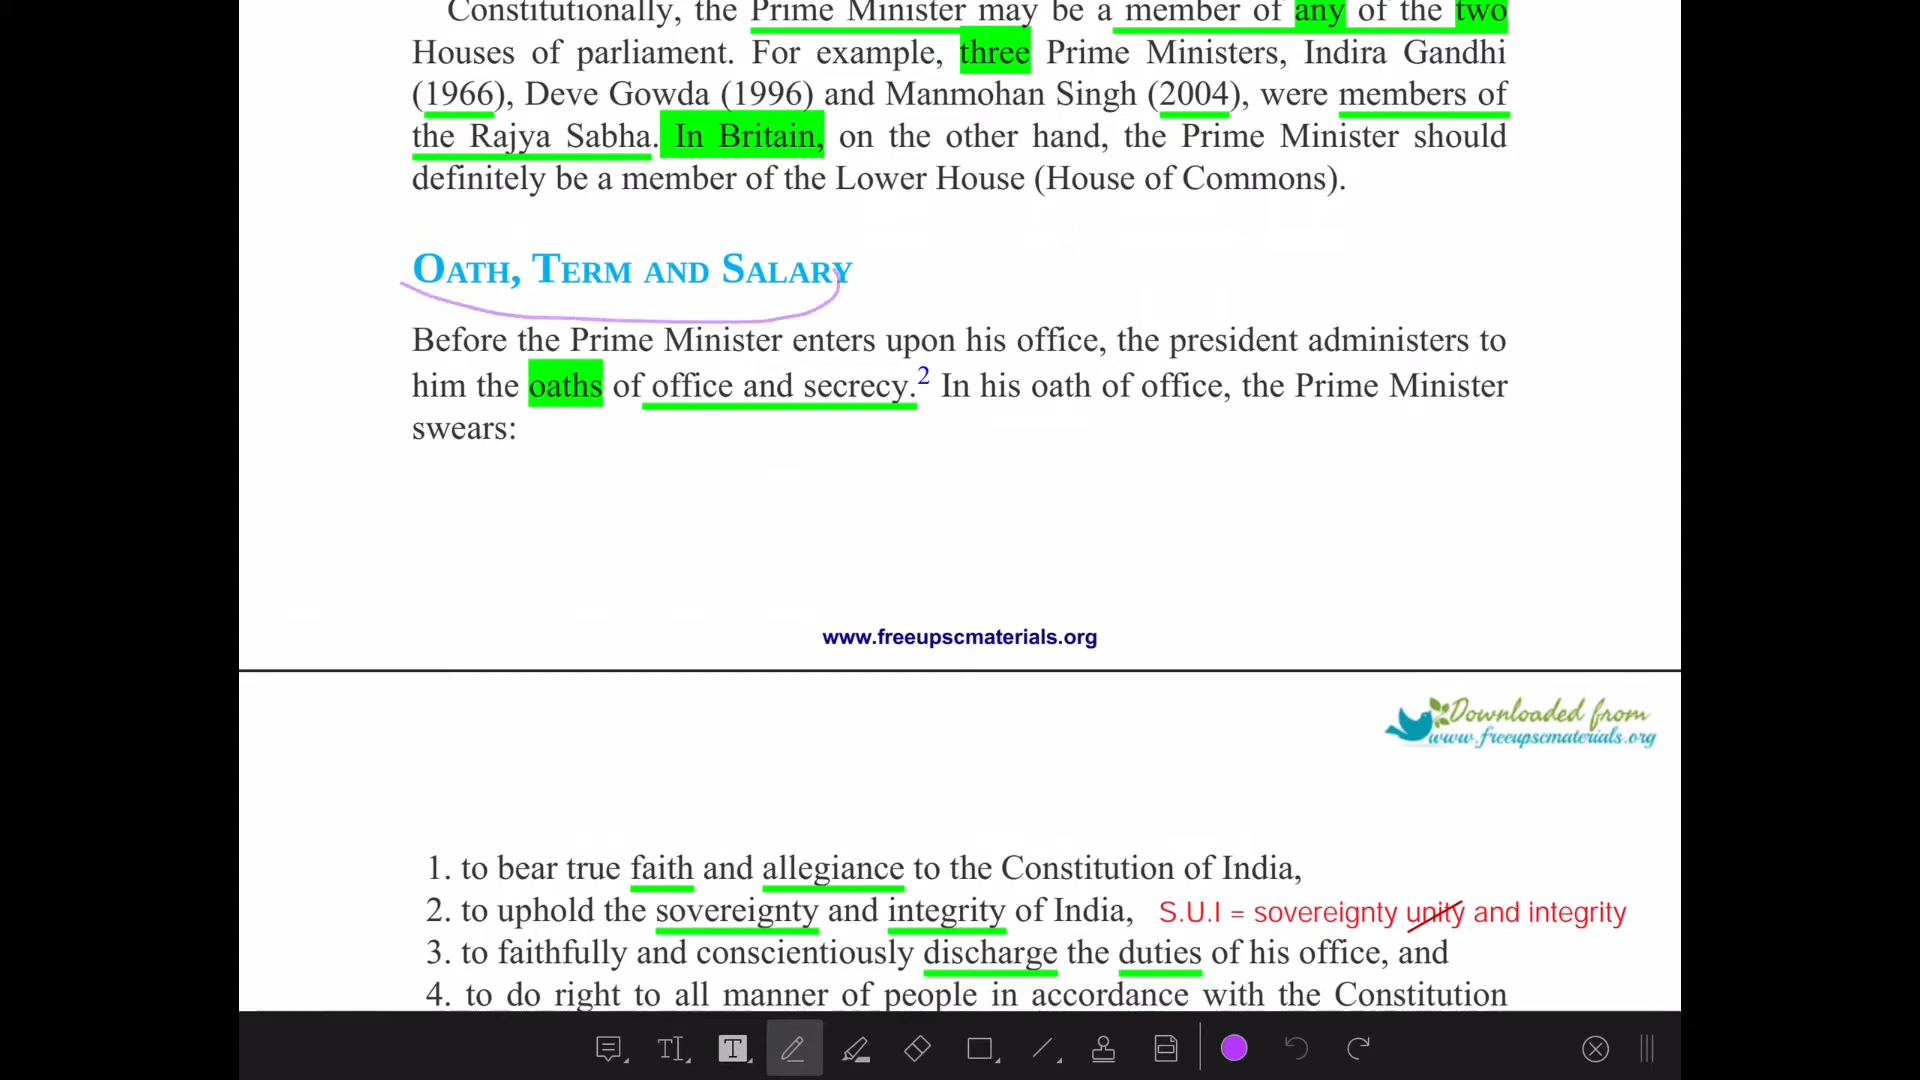 Constitutionally, the Prime Minister may be a member of any of the two
Houses of parliament. For example, three Prime Ministers, Indira Gandhi
(1966), Deve Gowda (1996) and Manmohan Singh (2004), were members of
the Rajya Sabha. In Britain, on the other hand, the Prime Minister should
definitely be a member of the Lower House (House of Commons).
OATH, TERM AND SALARY
Before the Prime Minister enters upon his office, the president administers to
him the oaths of office and secrecy.2 In his oath of office, the Prime Minister
swears:
www.freeupscmaterials.org
Downloaded from
www.freeupscmaterials.org
1. to bear true faith and allegiance to the Constitution of India,
2. to uphold the sovereignty and integrity of India, S.U.I = sovereignty unity and integrity
3. to faithfully and conscientiously discharge the duties of his office, and
4. to do right to all manner of people in accordance with the Constitution